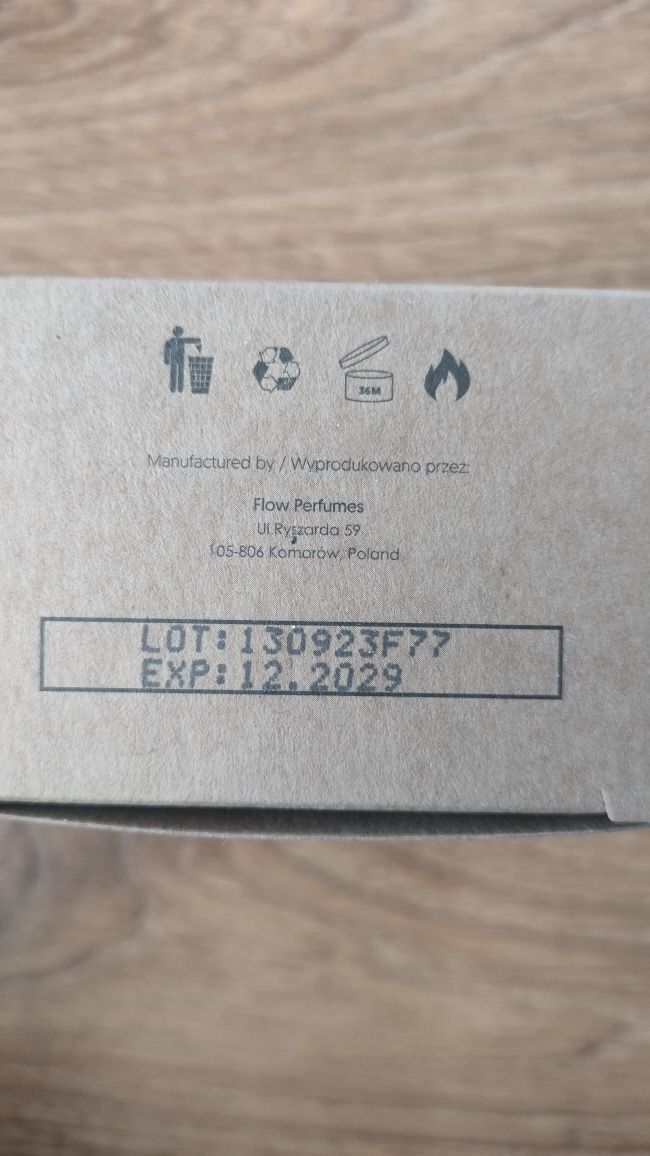 36M
Manufactured by / Wyprodukowano przez:
Flow Perfumes
Ul.Ryszarda 59
05-806 Komorów, Poland
LOT:130923F77
EXP:12.2029